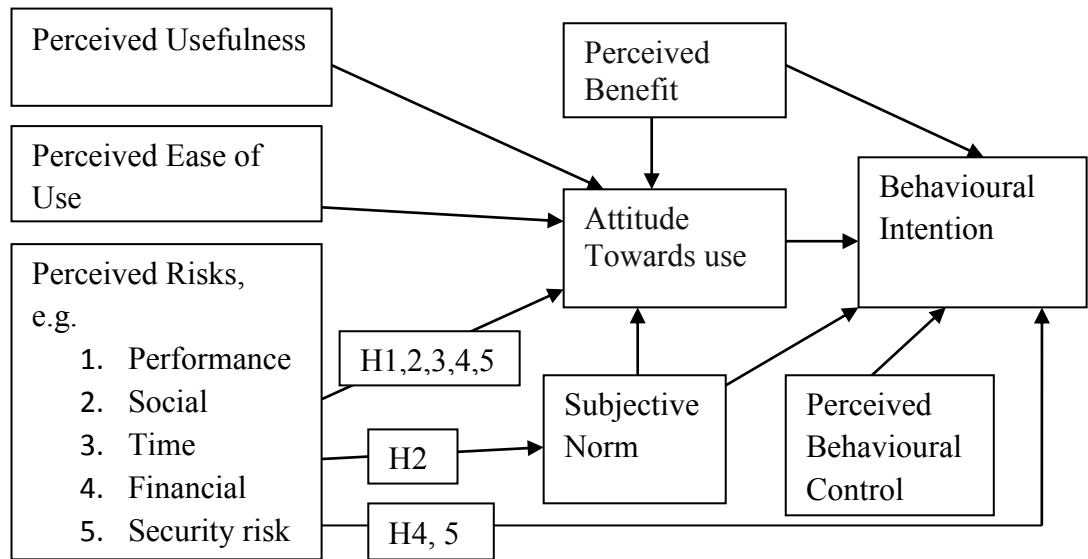 Perceived Usefulness
Perceived Ease of
Use
Perceived Risks,
e.g.
1. Performance
2. Social
3. Time
4. Financial
5. Security risk
H1,2,3,4,5
H2
H4, 5
Perceived
Benefit
Attitude
Towards use
Subjective
Norm
Behavioural
Intention
Perceived
Behavioural
Control